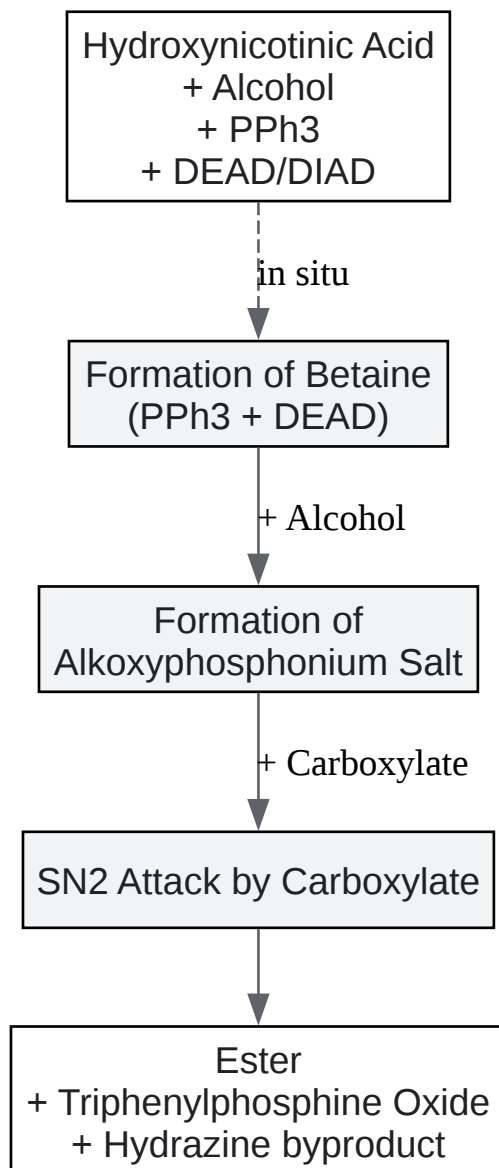 Hydroxynicotinic Acid
+ Alcohol
+ PPh3
+ DEAD/DIAD
in situ
Formation of Betaine
(PPh3 + DEAD)
+ Alcohol
Formation of
Alkoxyphosphonium Salt
+ Carboxylate
SN2 Attack by Carboxylate
Ester
+ Triphenylphosphine Oxide
+ Hydrazine byproduct